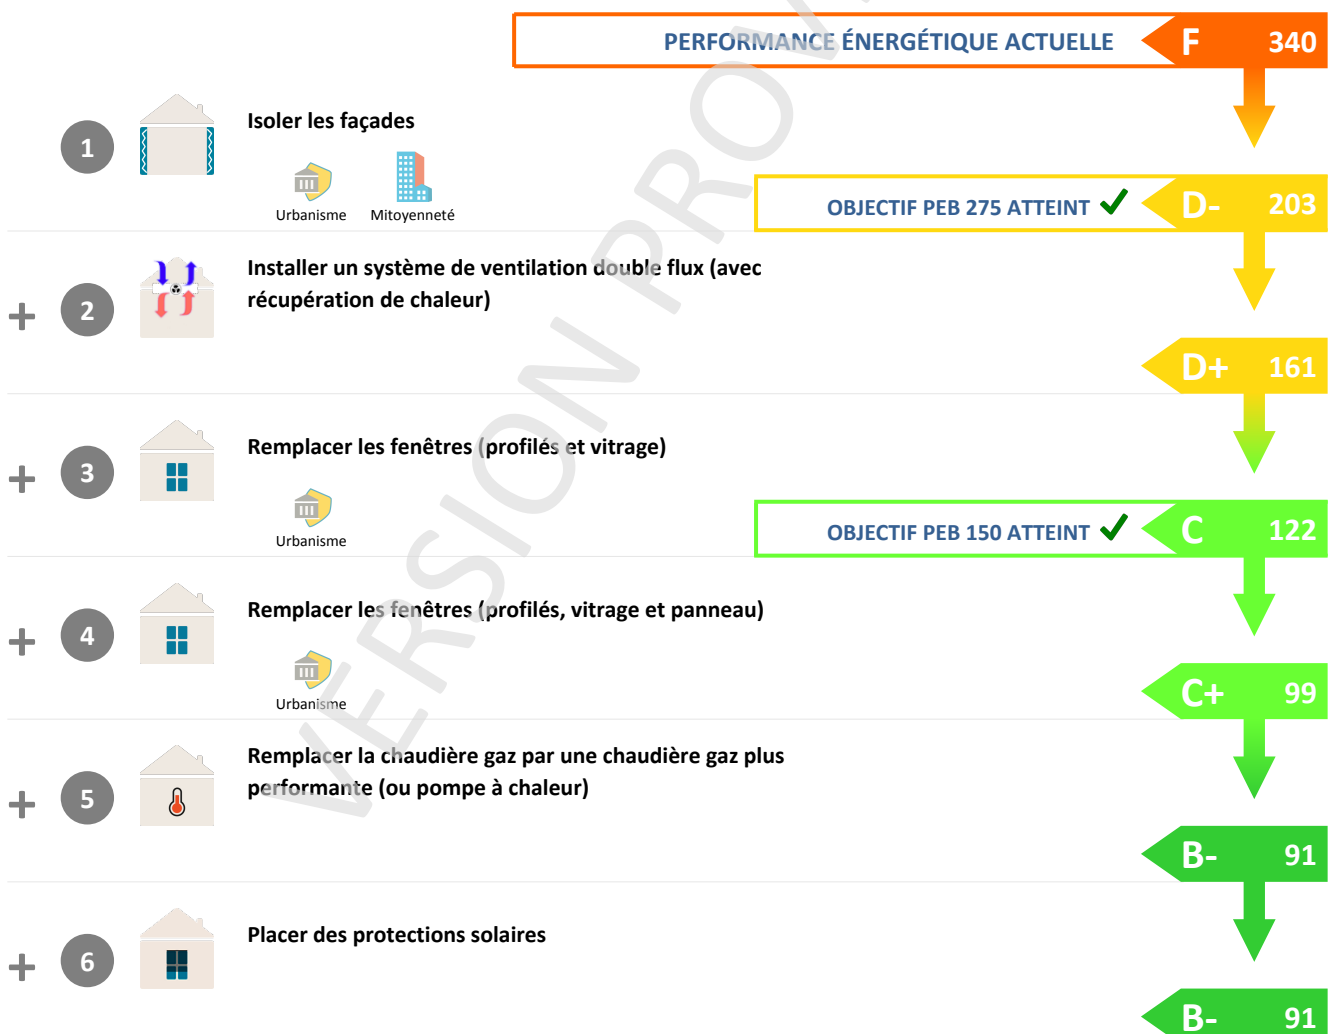 PERFORMANCE ÉNERGÉTIQUE ACTUELLE F 340
1
Isoler les façades
Urbanisme Mitoyenneté
OBJECTIF PEB 275 ATTEINT ✓ D- 203
+ 2
Installer un système de ventilation double flux (avec
récupération de chaleur)
D+ 161
+ 3
Remplacer les fenêtres (profilés et vitrage)
Urbanisme
OBJECTIF PEB 150 ATTEINT ✓ C 122
+ 4
Remplacer les fenêtres (profilés, vitrage et panneau)
Urbanisme
C+ 99
+ 5
Remplacer la chaudière gaz par une chaudière gaz plus
performante (ou pompe à chaleur)
B- 91
+ 6
Placer des protections solaires
B- 91
VERSION PROV